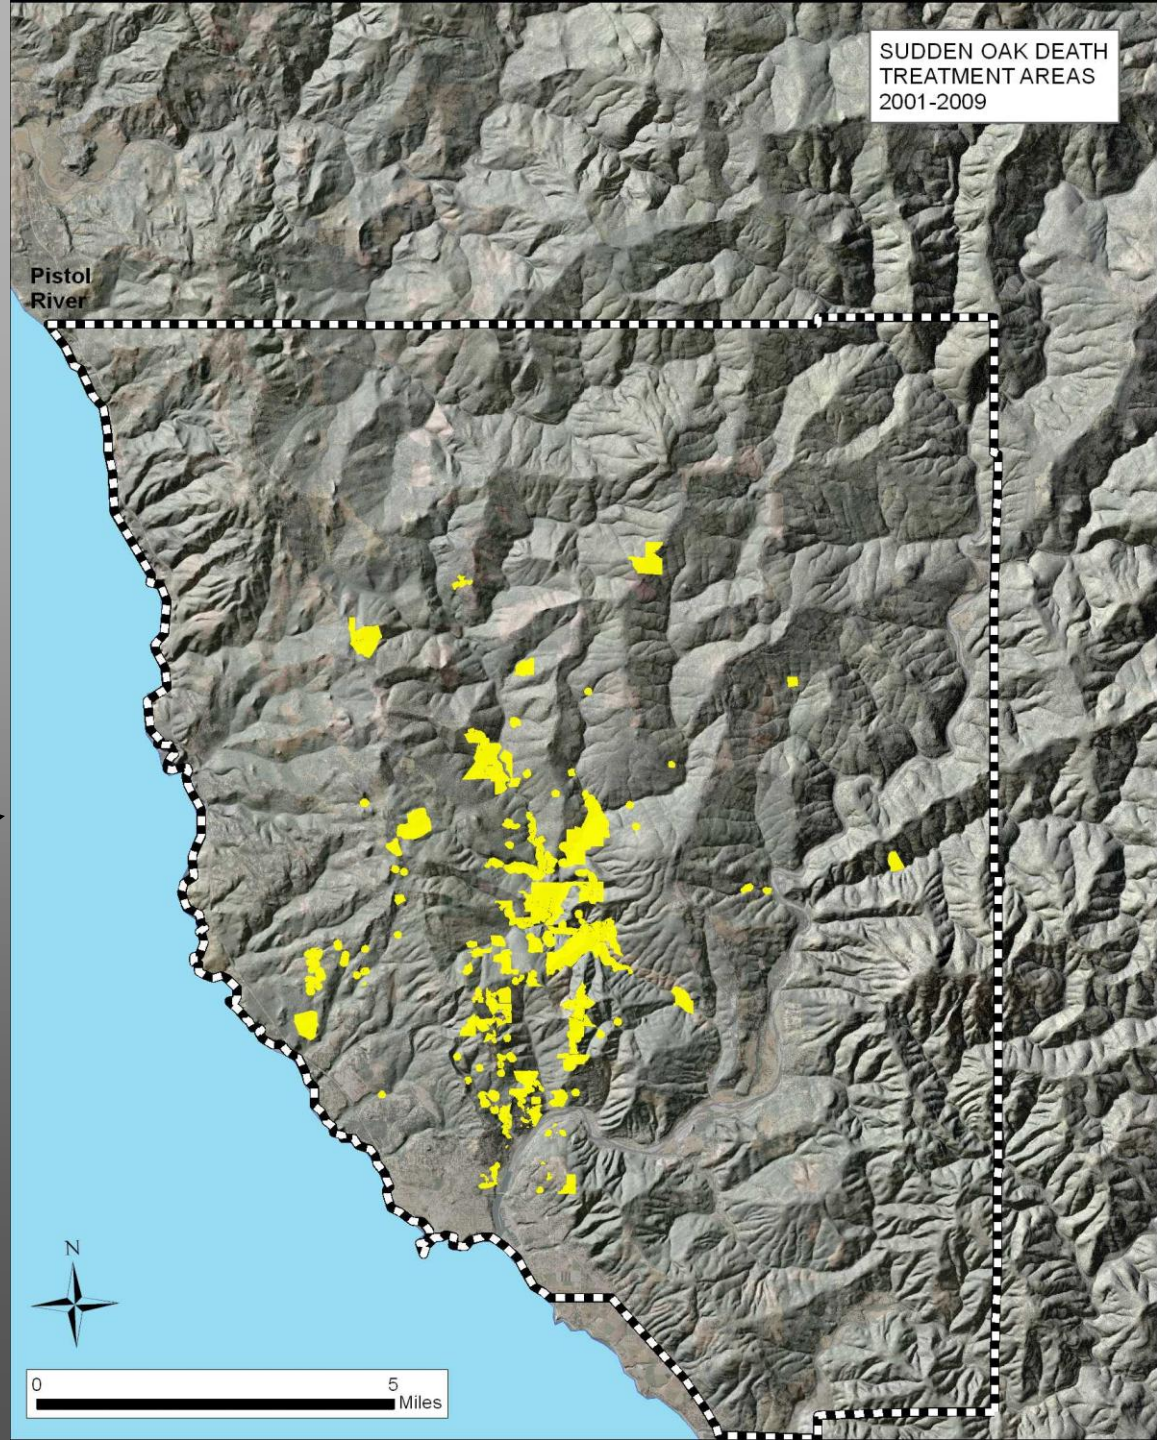 SUDDEN OAK DEATH
TREATMENT AREAS
2001-2009
Pistol
River
N
0 5
Miles